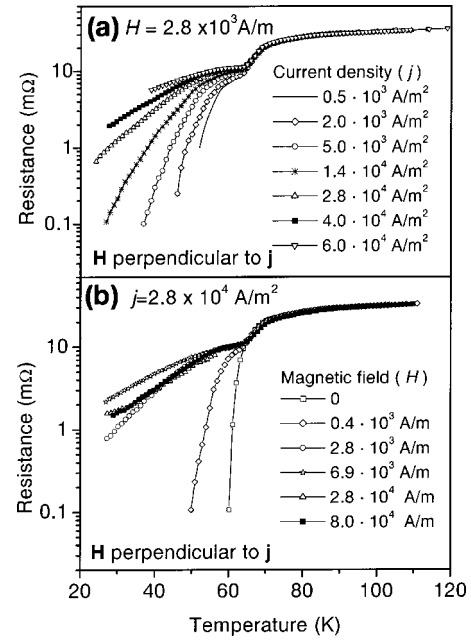 (a) H = 2.8 x10³A/m
Current density ( j )
0.5 · 10³ A/m²
2.0 · 10³ A/m²
5.0 · 10³ A/m²
1.4 · 10⁴ A/m²
2.8 · 10⁴ A/m²
4.0 · 10⁴ A/m²
6.0 · 10⁴ A/m²
H perpendicular to j
Resistance (mΩ)
10
1
0.1
(b) j=2.8 x 10⁴ A/m²
Magnetic field ( H )
0
0.4 · 10³ A/m
2.8 · 10³ A/m
6.9 · 10³ A/m
2.8 · 10⁴ A/m
8.0 · 10⁴ A/m
H perpendicular to j
Resistance (mΩ)
10
1
0.1
20 40 60 80 100 120
Temperature (K)